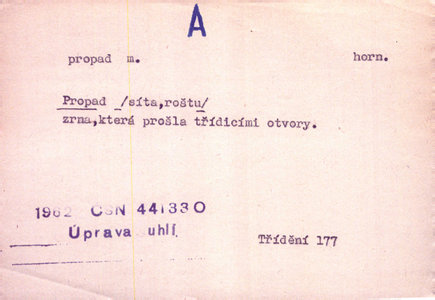 A
propad m. horn.
Propad /síta,roštu/
zrna,která prošla třídicími otvory.
1962 ČSN 441330
Úprava uhlí
Třídění 177